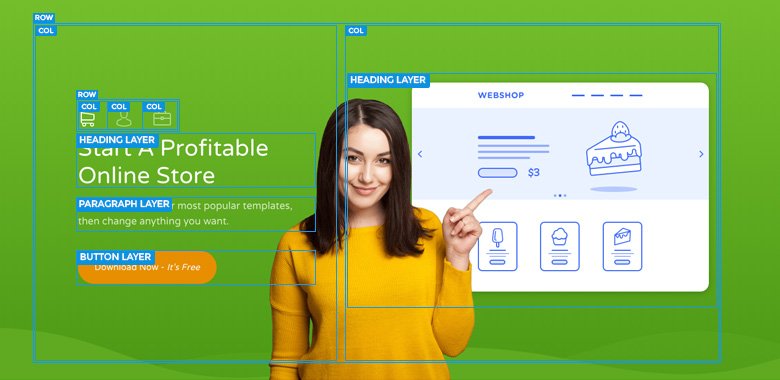 ROW
COL
COL
HEADING LAYER
WEBSHOP
ROW
COL
COL
COL
HEADING LAYER
Start A Profitable
Online Store
$3
PARAGRAPH LAYER
most popular templates,
then change anything you want.
BUTTON LAYER
Download Now - It's Free